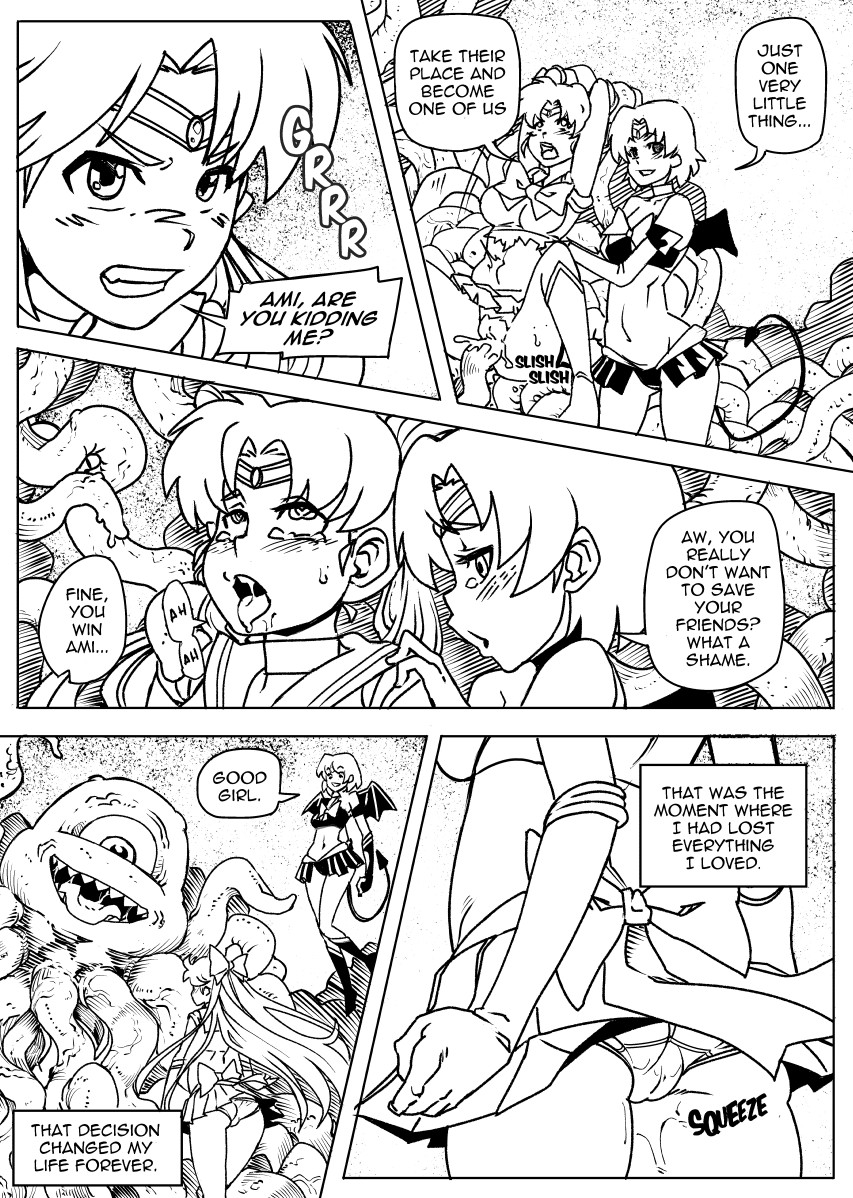 GRRRR
AMI, ARE
YOU KIDDING
ME?
TAKE THEIR
PLACE AND
BECOME
ONE OF US
JUST
ONE
VERY
LITTLE
THING...
SLISH
SLISH
FINE,
YOU
WIN
AMI...
AH
AH
AW, YOU
REALLY
DON'T WANT
TO SAVE
YOUR
FRIENDS?
WHAT A
SHAME.
GOOD
GIRL.
THAT DECISION
CHANGED MY
LIFE FOREVER.
THAT WAS THE
MOMENT WHERE
I HAD LOST
EVERYTHING
I LOVED.
SQUEEZE